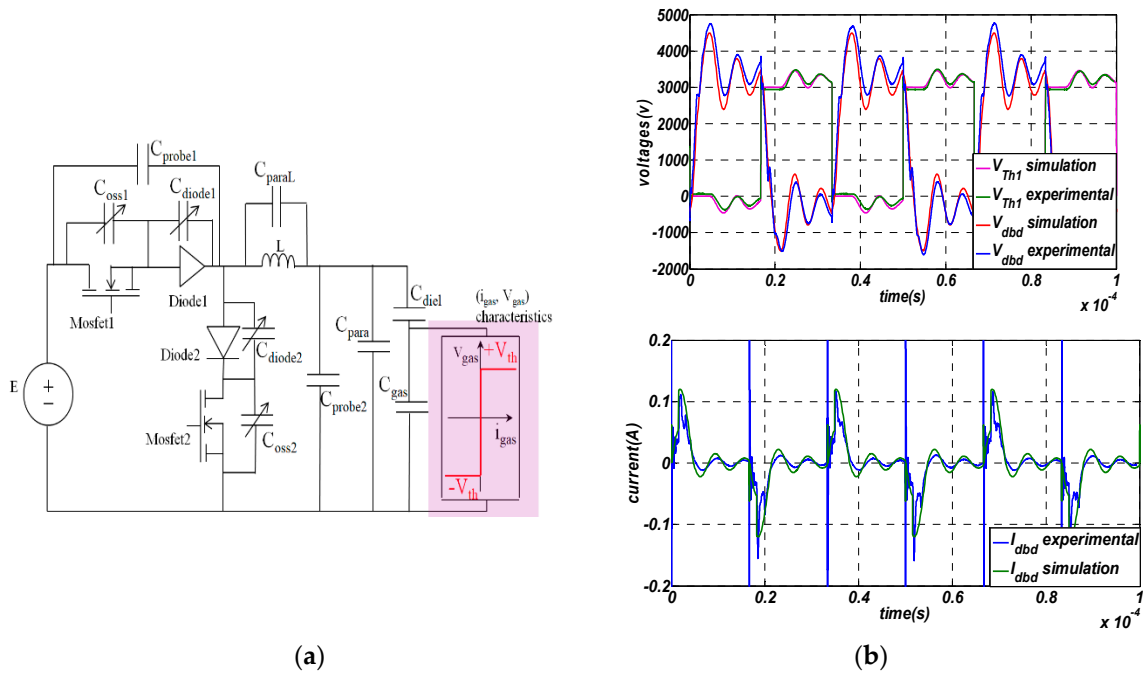 C_probe1
C_paraL
C_oss1
C_diode1
L
Diode1
Mosfet1
C_diel
(i_gas, V_gas)
characteristics
Diode2
C_diode2
C_para
V_gas
+V_th
E
C_gas
C_probe2
i_gas
Mosfet2
C_oss2
-V_th
(a)
5000
4000
3000
2000
1000
0
-1000
-2000
voltages(v)
V_Th1 simulation
V_Th1 experimental
V_dbd simulation
V_dbd experimental
0 0.2 0.4 0.6 0.8 1
time(s)
x 10^-4
0.2
0.1
0
-0.1
-0.2
current(A)
I_dbd experimental
I_dbd simulation
0 0.2 0.4 0.6 0.8 1
time(s)
x 10^-4
(b)